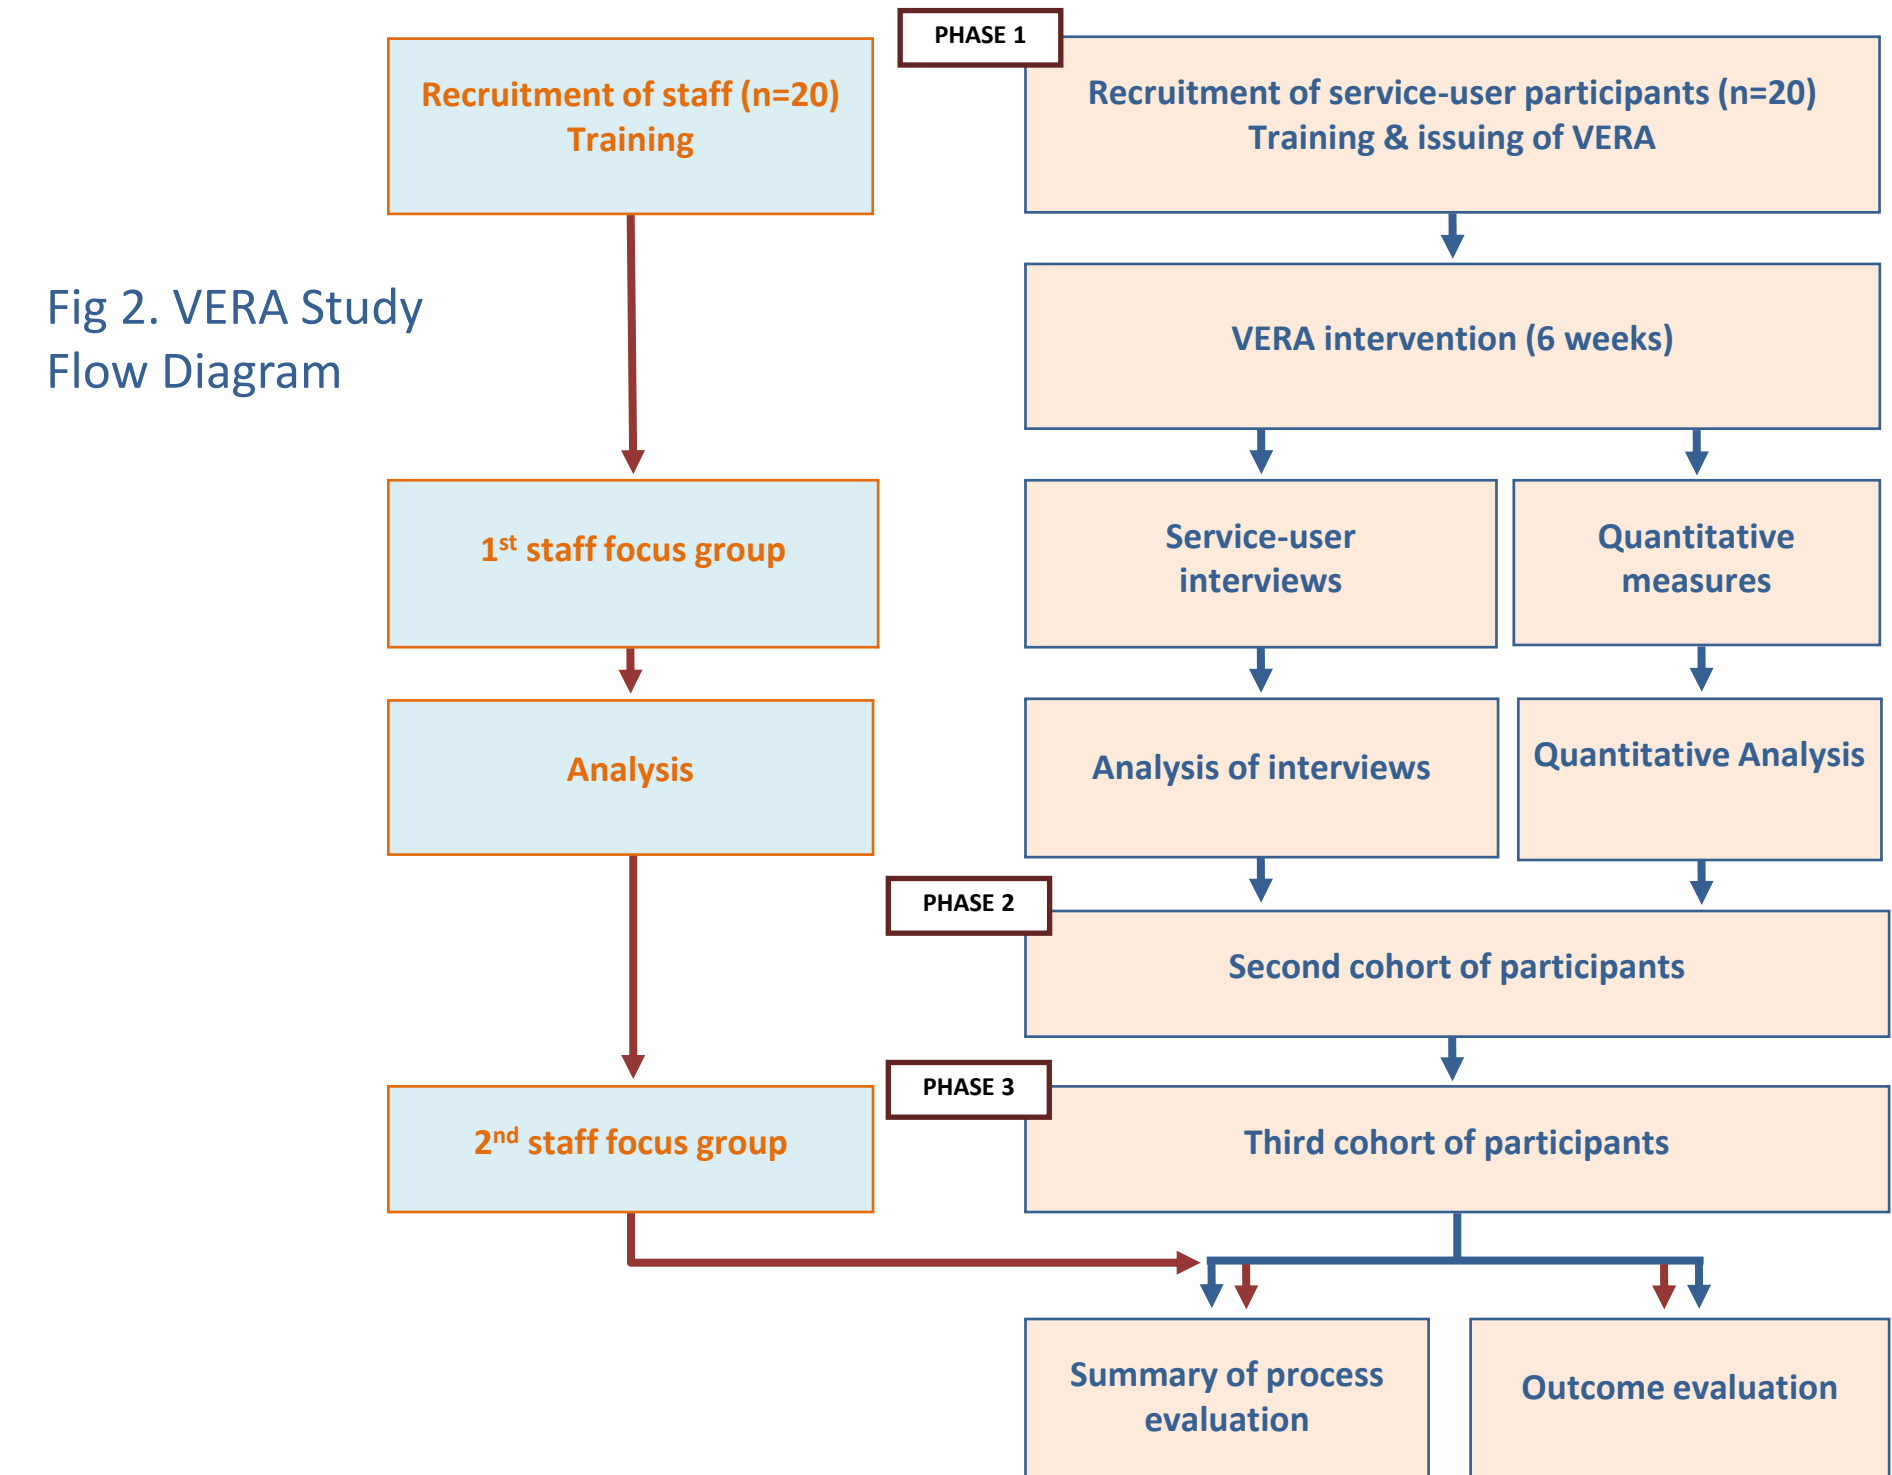 PHASE 1
Recruitment of staff (n=20)
Training
Recruitment of service-user participants (n=20)
Training & issuing of VERA
Fig 2. VERA Study
Flow Diagram
VERA intervention (6 weeks)
1st staff focus group
Service-user
interviews
Quantitative
measures
Analysis
Analysis of interviews
Quantitative Analysis
PHASE 2
Second cohort of participants
PHASE 3
2nd staff focus group
Third cohort of participants
Summary of process
evaluation
Outcome evaluation